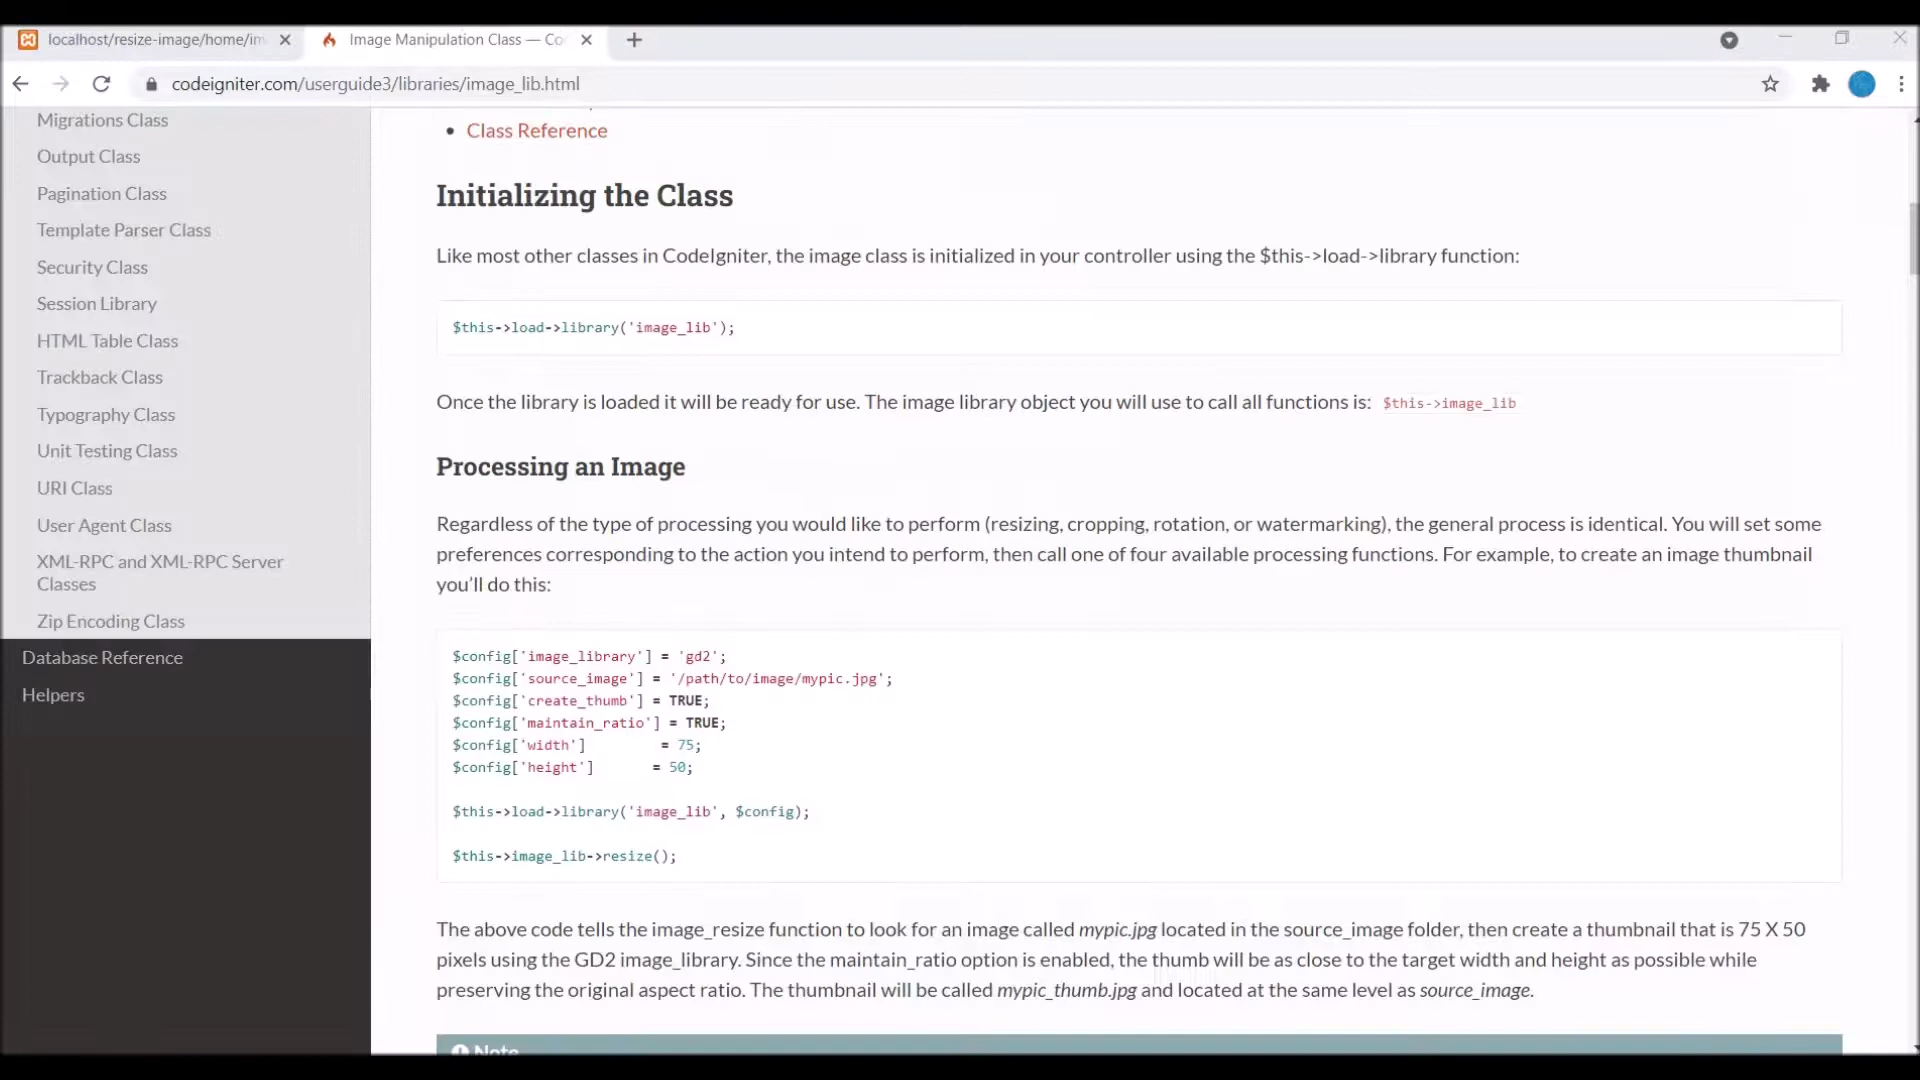 localhost/resize-image/home/im
Image Manipulation Class — Co
codeigniter.com/userguide3/libraries/image_lib.html
Migrations Class
Output Class
Pagination Class
Template Parser Class
Security Class
Session Library
HTML Table Class
Trackback Class
Typography Class
Unit Testing Class
URI Class
User Agent Class
XML-RPC and XML-RPC Server
Classes
Zip Encoding Class
Database Reference
Helpers
• Class Reference
Initializing the Class
Like most other classes in CodeIgniter, the image class is initialized in your controller using the $this->load->library function:
$this->load->library('image_lib');
Once the library is loaded it will be ready for use. The image library object you will use to call all functions is: $this->image_lib
Processing an Image
Regardless of the type of processing you would like to perform (resizing, cropping, rotation, or watermarking), the general process is identical. You will set some
preferences corresponding to the action you intend to perform, then call one of four available processing functions. For example, to create an image thumbnail
you’ll do this:
$config['image_library'] = 'gd2';
$config['source_image'] = '/path/to/image/mypic.jpg';
$config['create_thumb'] = TRUE;
$config['maintain_ratio'] = TRUE;
$config['width']         = 75;
$config['height']       = 50;
$this->load->library('image_lib', $config);
$this->image_lib->resize();
The above code tells the image_resize function to look for an image called mypic.jpg located in the source_image folder, then create a thumbnail that is 75 X 50
pixels using the GD2 image_library. Since the maintain_ratio option is enabled, the thumb will be as close to the target width and height as possible while
preserving the original aspect ratio. The thumbnail will be called mypic_thumb.jpg and located at the same level as source_image.
Note